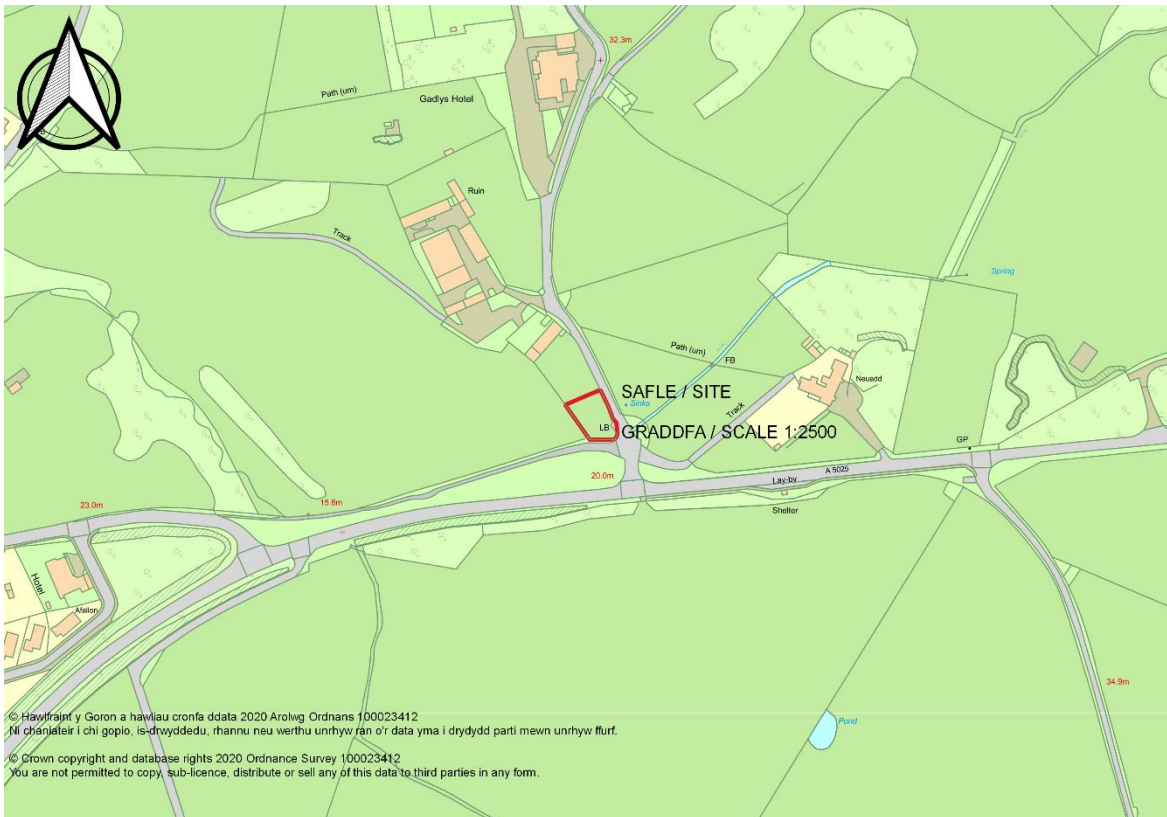 32.3m
Path (um)
Gadlys Hotel
Ruin
Track
Spring
Path (um)
FB
Neuadd
SAFLE / SITE
Sinks
Track
LB
GRADDFA / SCALE 1:2500
GP
20.0m
A 5025
Lay-by
Shelter
23.0m
15.6m
Hotel
Afallon
34.9m
Pond
© Hawlfraint y Goron a hawliau cronfa ddata 2020 Arolwg Ordnans 100023412
Ni chaniateir i chi gopio, is-drwyddedu, rhannu neu werthu unrhyw ran o'r data yma i drydydd parti mewn unrhyw ffurf.
© Crown copyright and database rights 2020 Ordnance Survey 100023412
You are not permitted to copy, sub-licence, distribute or sell any of this data to third parties in any form.